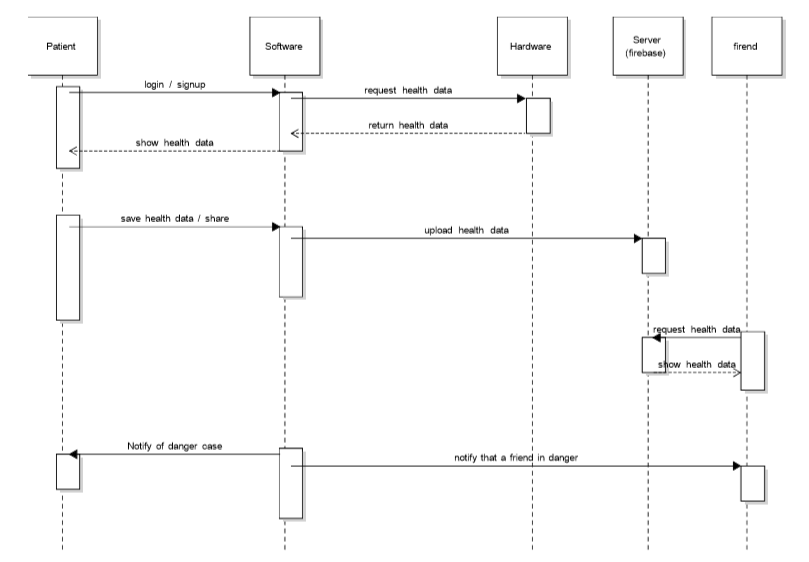 Patient
Software
Hardware
Server
(firebase)
firend
login / signup
request health data
return health data
show health data
save health data / share
upload health data
request health data
show health data
Notify of danger case
notify that a friend in danger